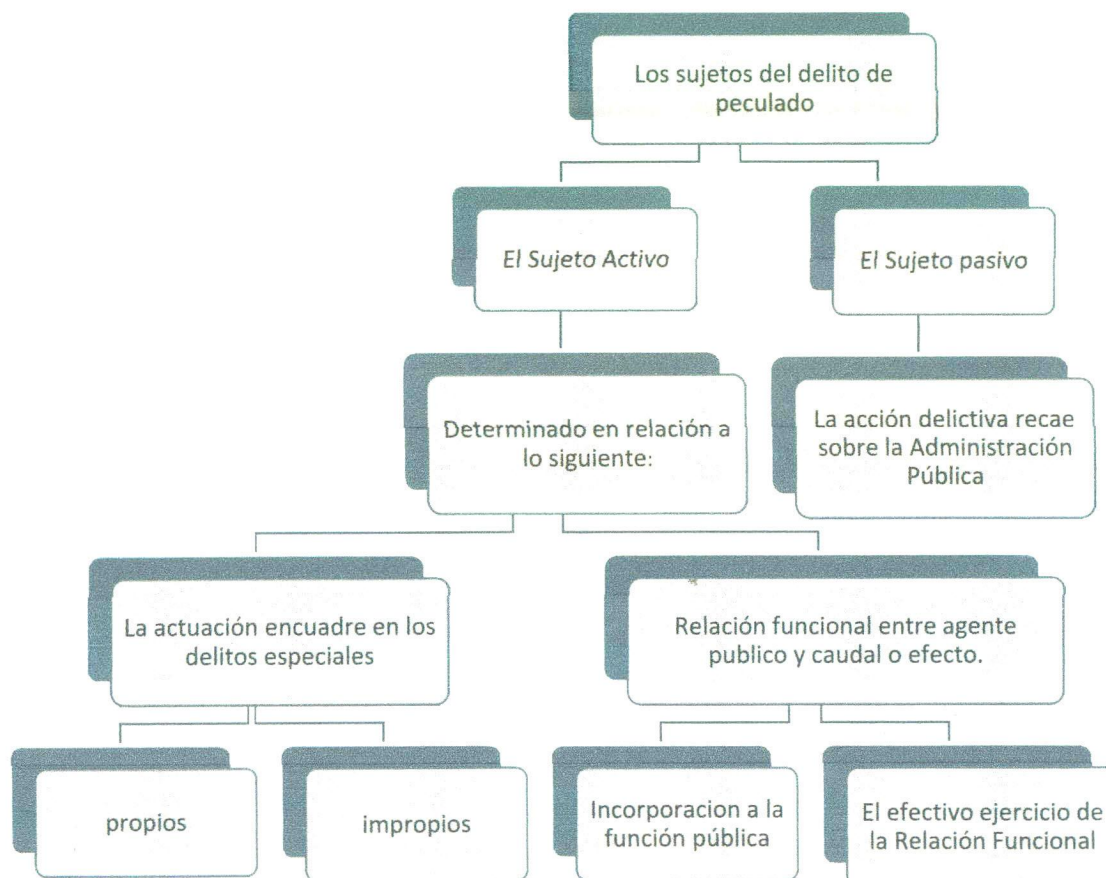 Los sujetos del delito de
peculado
El Sujeto Activo
El Sujeto pasivo
Determinado en relación a
lo siguiente:
La acción delictiva recae
sobre la Administración
Pública
La actuación encuadre en los
delitos especiales
Relación funcional entre agente
publico y caudal o efecto.
propios
impropios
Incorporacion a la
función pública
El efectivo ejercicio de
la Relación Funcional